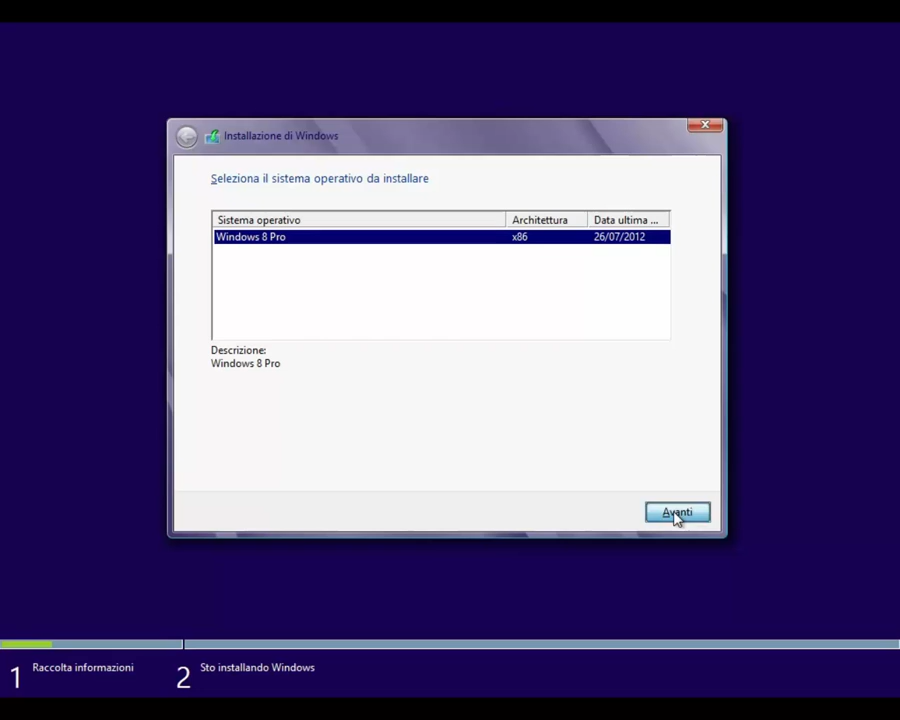 Installazione di Windows
Seleziona il sistema operativo da installare
Sistema operativo Architettura Data ultima ...
Windows 8 Pro x86 26/07/2012
Descrizione:
Windows 8 Pro
Avanti
1 Raccolta informazioni 2 Sto installando Windows